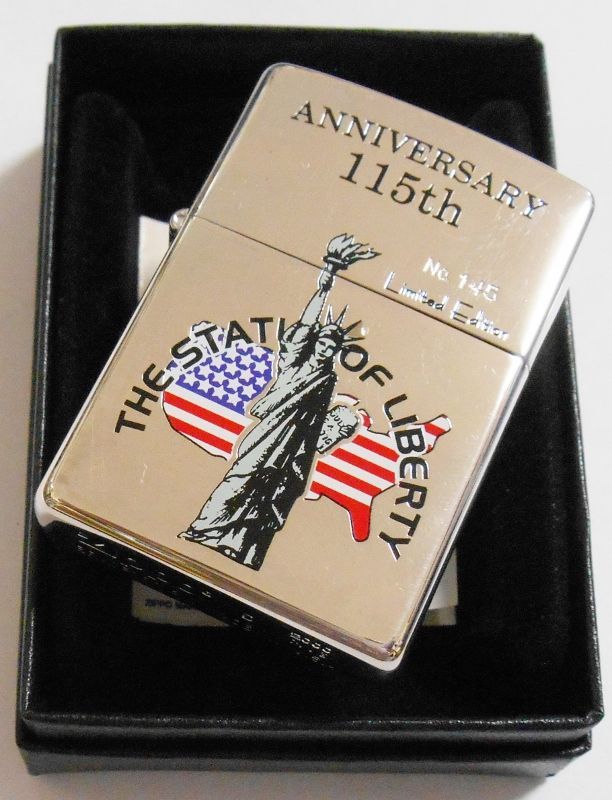 ANNIVERSARY
115th
No. 145
Limited Edition
THE STATUE OF LIBERTY